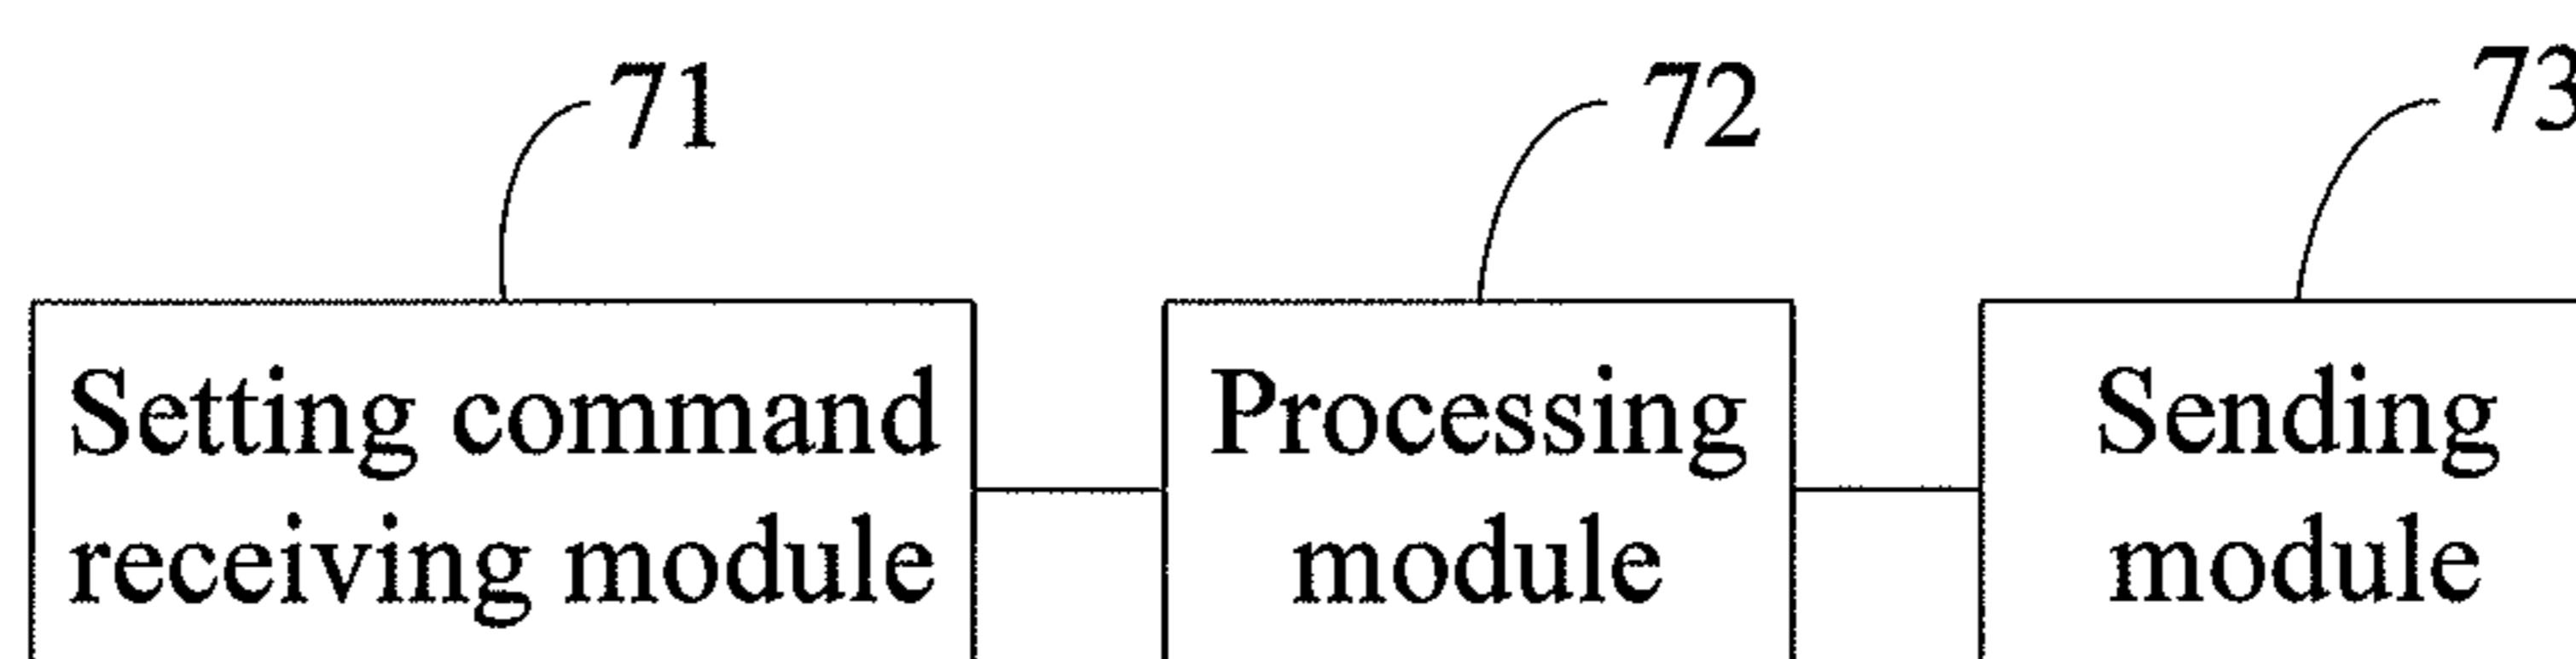 71
72
73
Setting command
receiving module
Processing
module
Sending
module